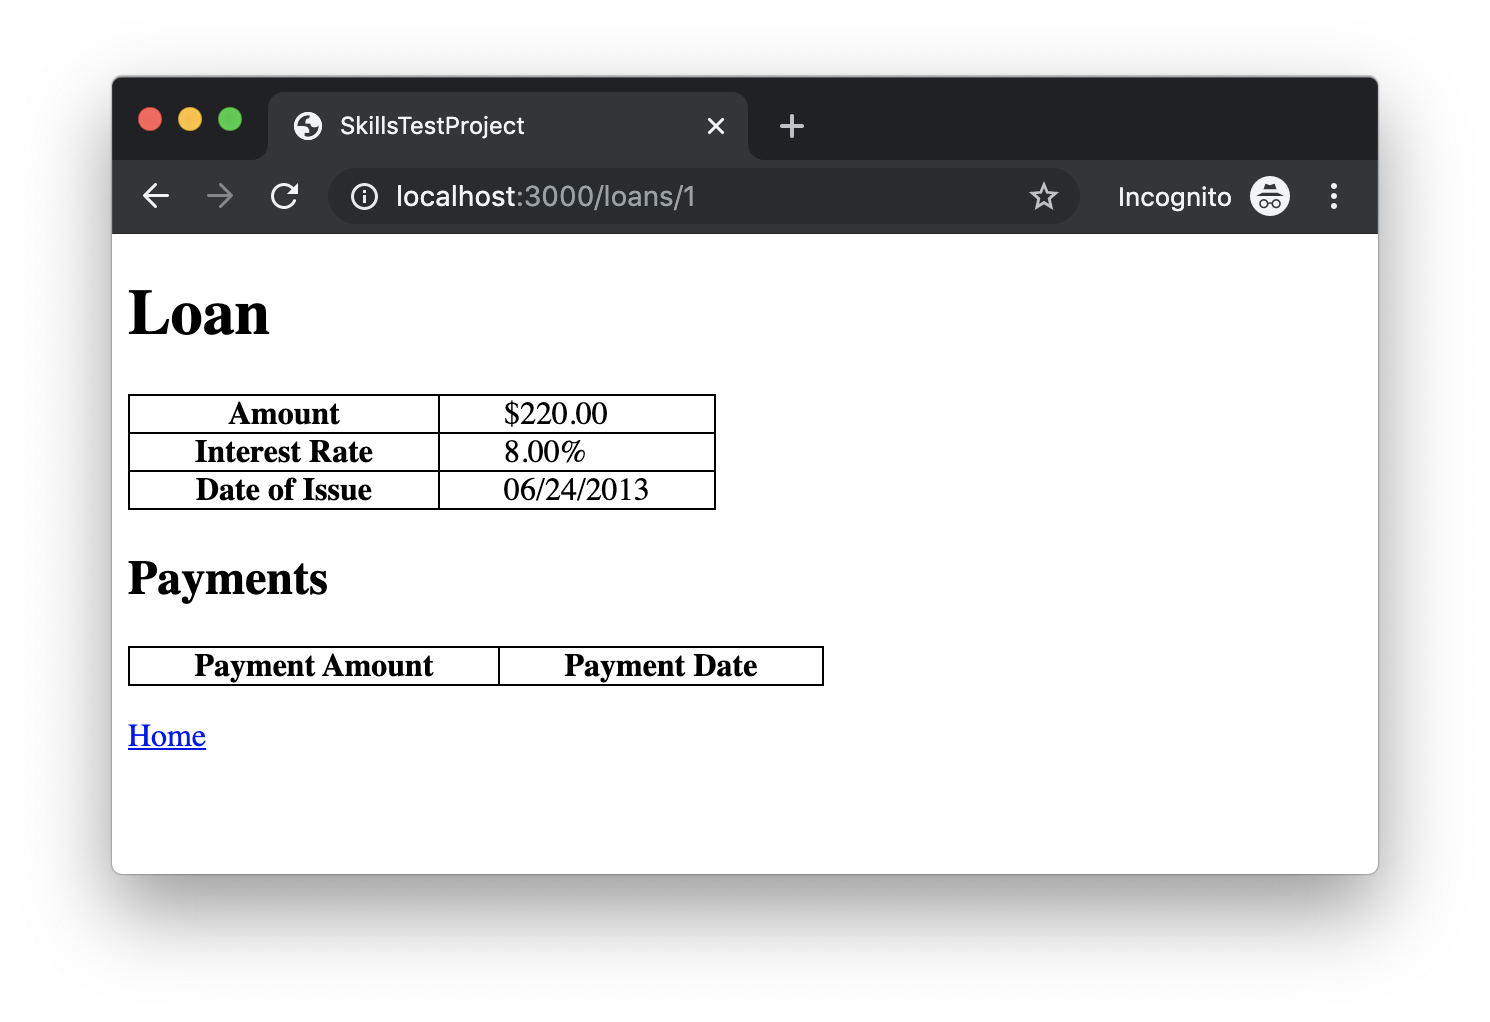 SkillsTestProject
localhost:3000/loans/1 Incognito
Loan
Amount $220.00
Interest Rate 8.00%
Date of Issue 06/24/2013
Payments
Payment Amount Payment Date
Home